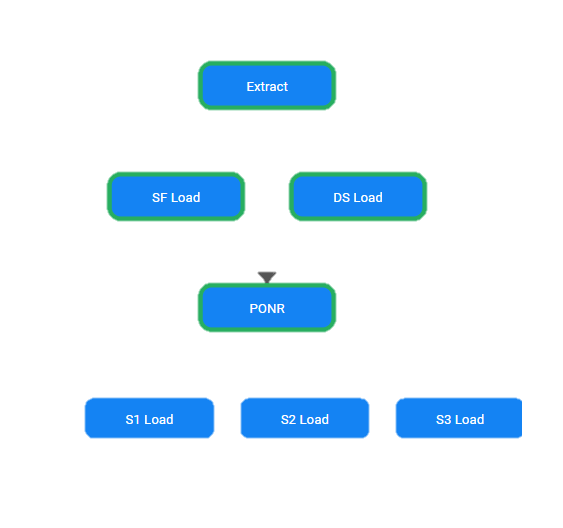 Extract
SF Load
DS Load
PONR
S1 Load
S2 Load
S3 Load